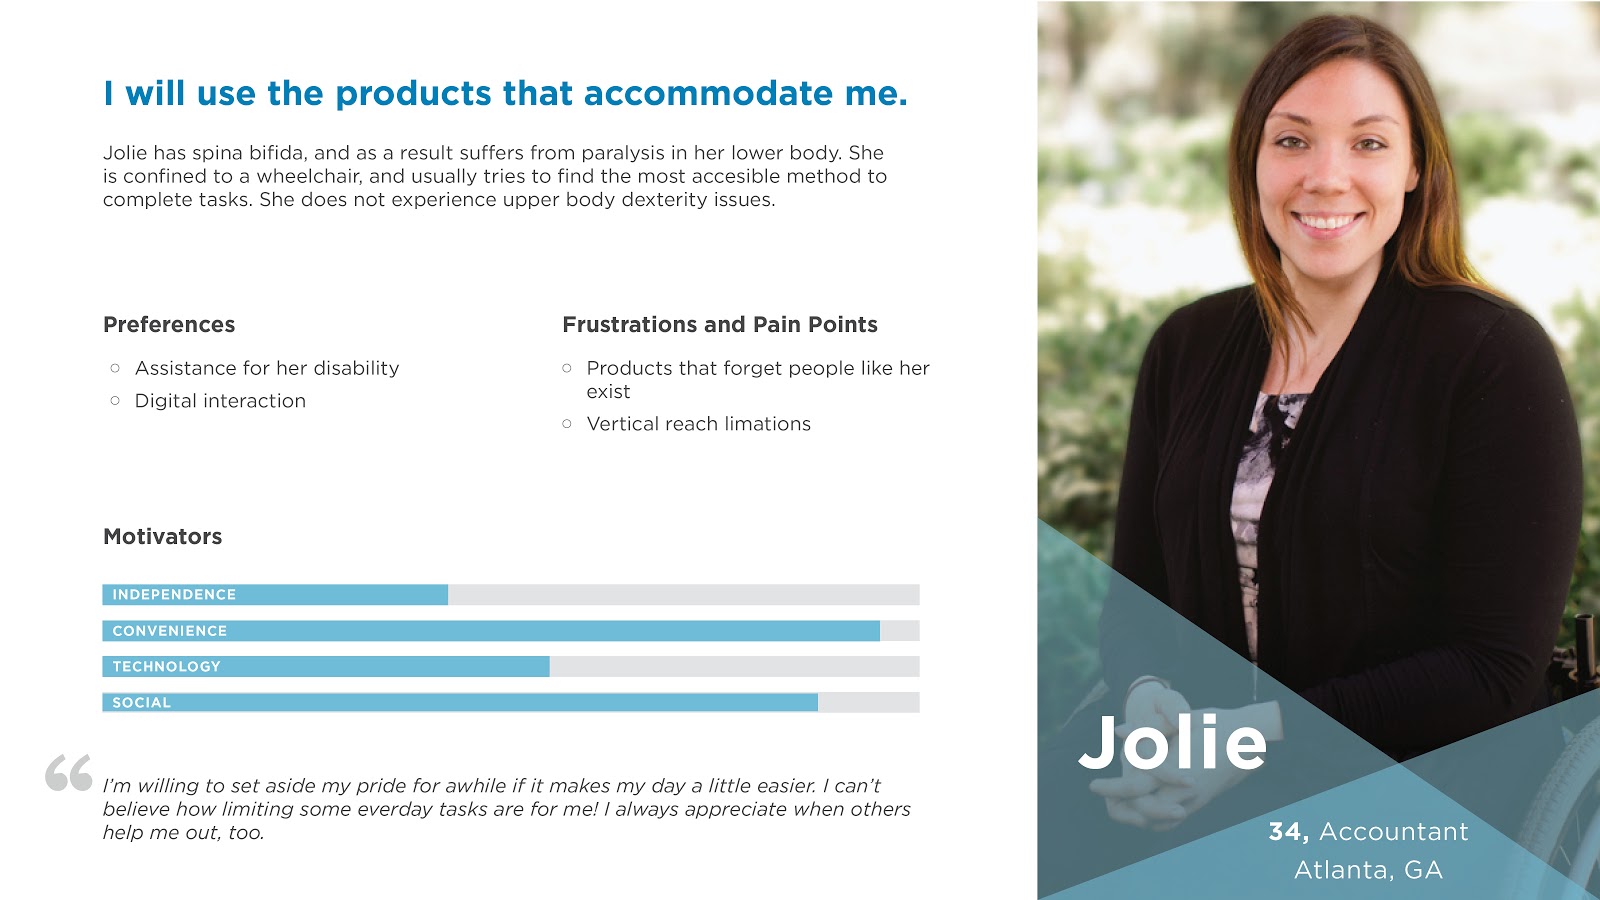 I will use the products that accommodate me.
Jolie has spina bifida, and as a result suffers from paralysis in her lower body. She
is confined to a wheelchair, and usually tries to find the most accesible method to
complete tasks. She does not experience upper body dexterity issues.
Preferences
Assistance for her disability
Digital interaction
Frustrations and Pain Points
Products that forget people like her
exist
Vertical reach limations
Motivators
INDEPENDENCE
CONVENIENCE
TECHNOLOGY
SOCIAL
“I’m willing to set aside my pride for awhile if it makes my day a little easier. I can’t
believe how limiting some everday tasks are for me! I always appreciate when others
help me out, too.
Jolie
34, Accountant
Atlanta, GA